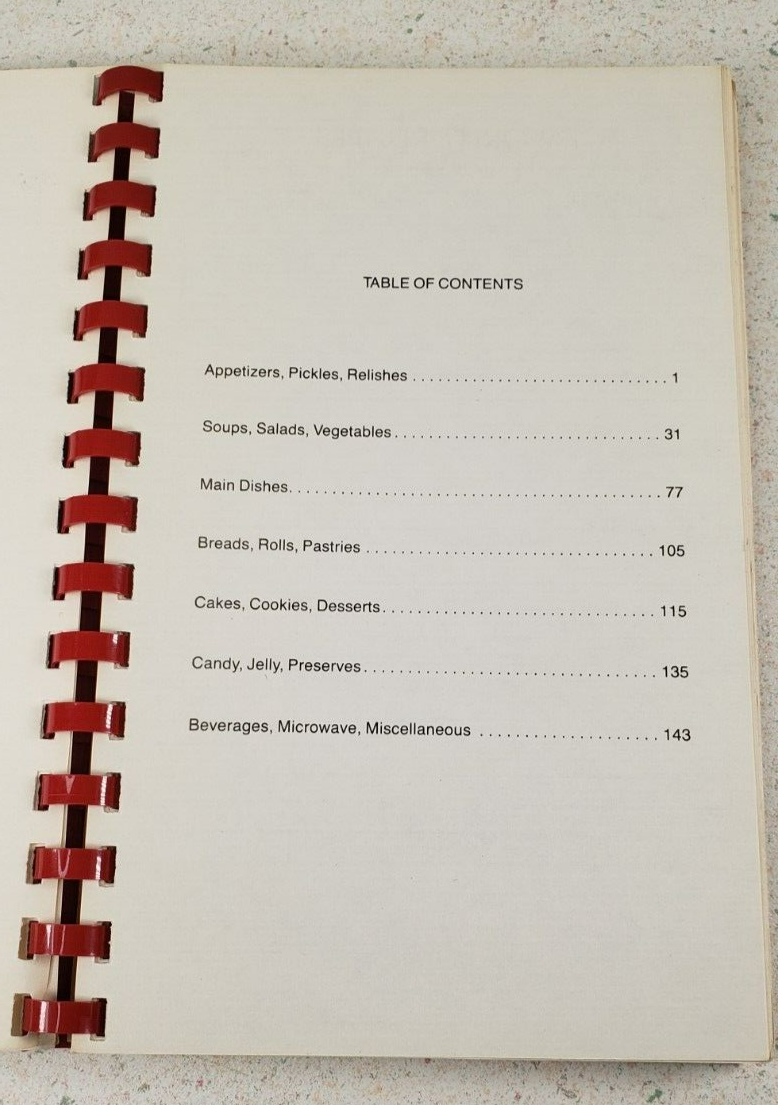 TABLE OF CONTENTS
Appetizers, Pickles, Relishes . . . . . . . . . . . . . . . . . . . . . . . . . . . . . . 1
Soups, Salads, Vegetables . . . . . . . . . . . . . . . . . . . . . . . . . . . . . . . 31
Main Dishes. . . . . . . . . . . . . . . . . . . . . . . . . . . . . . . . . . . . . . . . . . . 77
Breads, Rolls, Pastries . . . . . . . . . . . . . . . . . . . . . . . . . . . . . . . . . . 105
Cakes, Cookies, Desserts. . . . . . . . . . . . . . . . . . . . . . . . . . . . . . . . 115
Candy, Jelly, Preserves . . . . . . . . . . . . . . . . . . . . . . . . . . . . . . . . . . 135
Beverages, Microwave, Miscellaneous . . . . . . . . . . . . . . . . . . . . . 143